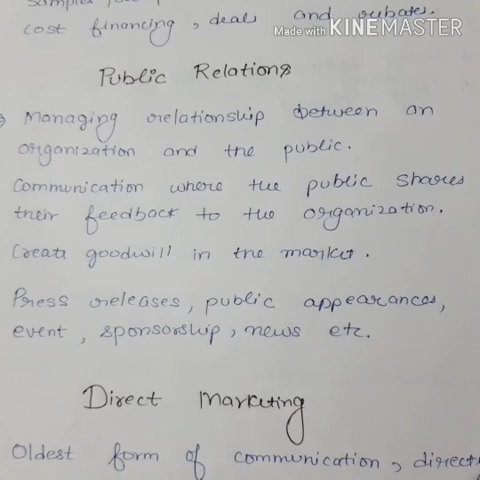 cost financing, deals and rebates.
Made with KINEMASTER
Public Relations
Managing relationship between an
organization and the public.
Communication where the public shares
their feedback to the organization.
Create goodwill in the market.
Press releases, public appearances,
event, sponsorship, news etc.
Direct Marketing
Oldest form of communication, direct